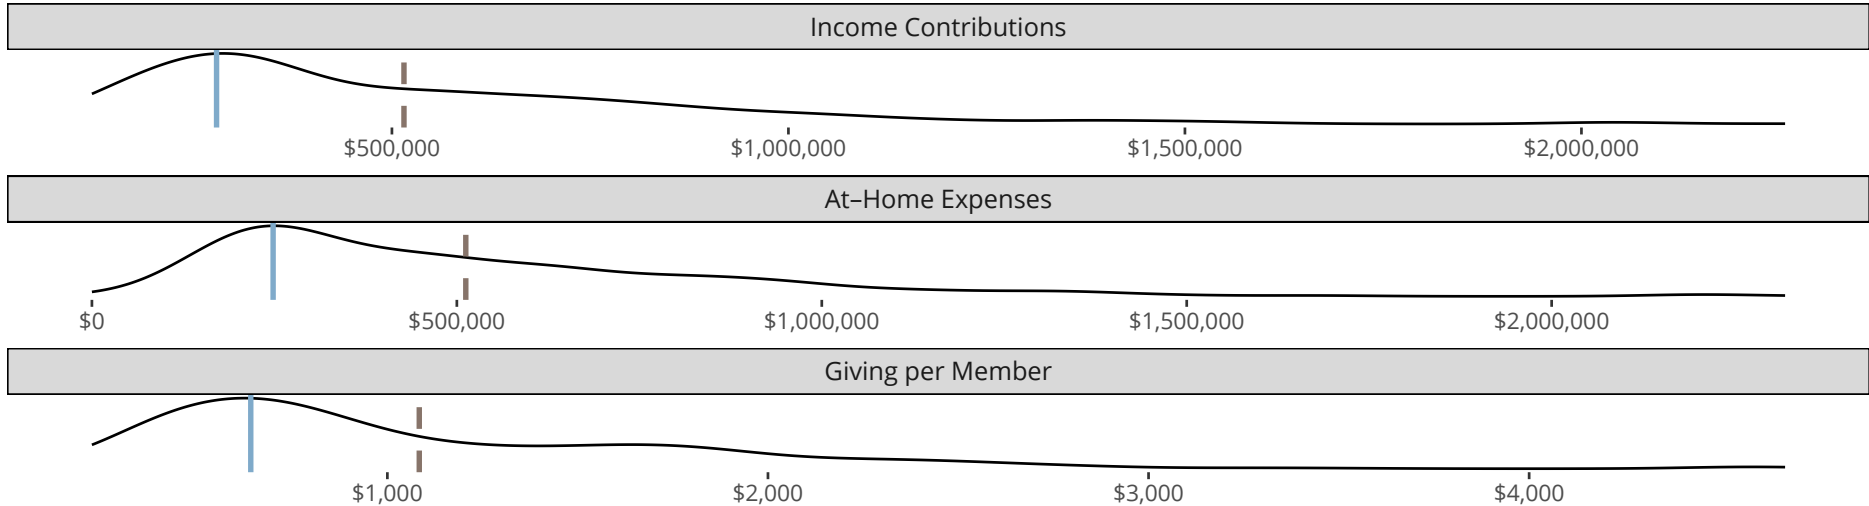 Income Contributions
$500,000 $1,000,000 $1,500,000 $2,000,000
At–Home Expenses
$0 $500,000 $1,000,000 $1,500,000 $2,000,000
Giving per Member
$1,000 $2,000 $3,000 $4,000